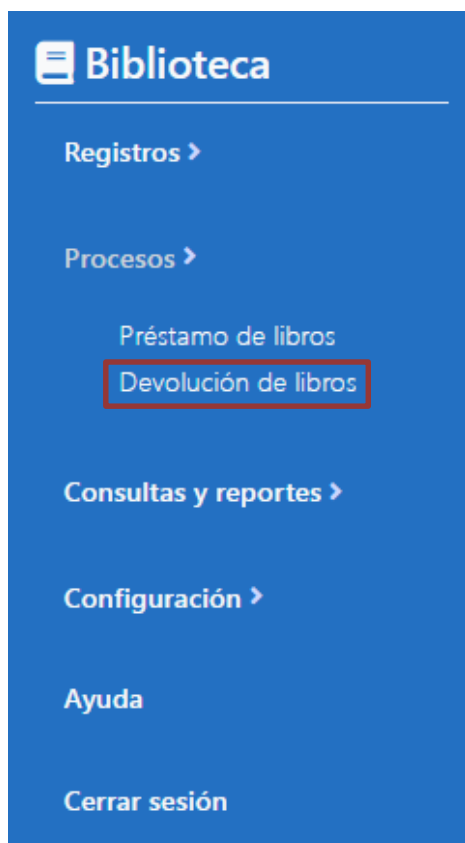 Biblioteca
Registros >
Procesos >
Préstamo de libros
Devolución de libros
Consultas y reportes >
Configuración >
Ayuda
Cerrar sesión